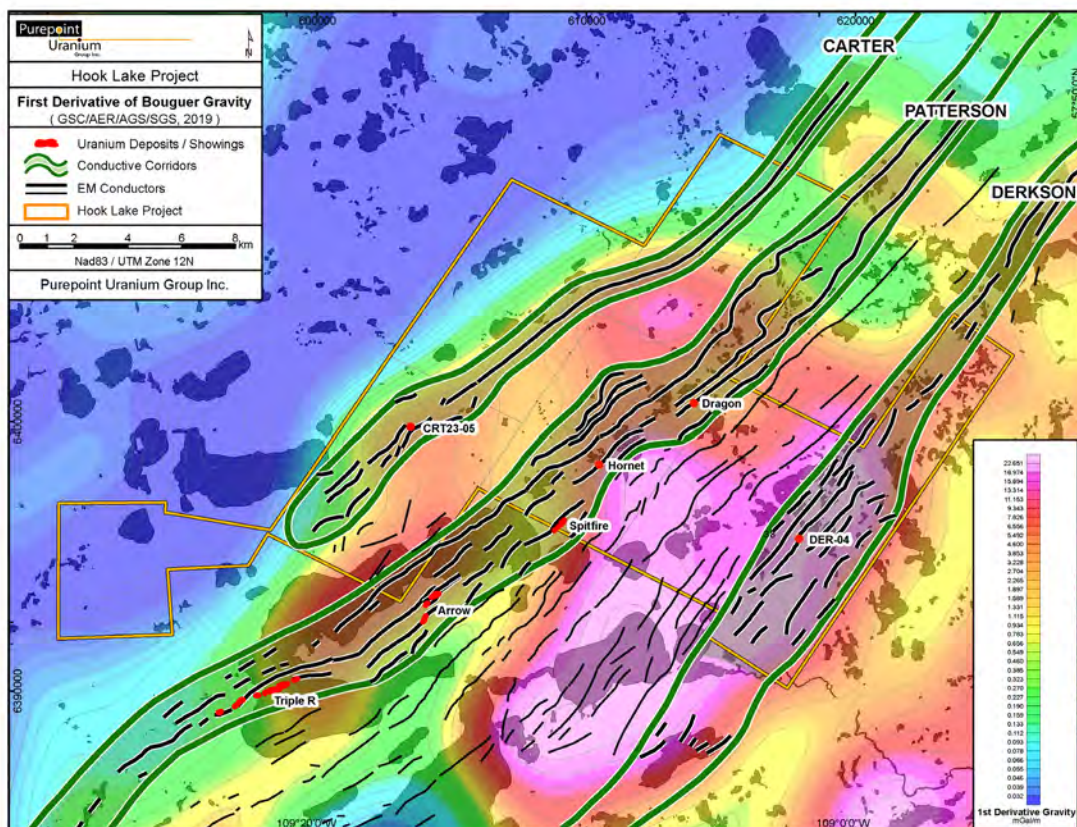 Purepoint
Uranium
Group Inc.
N
Hook Lake Project
First Derivative of Bouguer Gravity
( GSC/AER/AGS/SGS, 2019 )
Uranium Deposits / Showings
Conductive Corridors
EM Conductors
Hook Lake Project
0 1 2 4 6 8
km
Nad83 / UTM Zone 12N
Purepoint Uranium Group Inc.
600000
610000
620000
CARTER
PATTERSON
DERKSON
57°50'0"N
6400000
6390000
CRT23-05
Dragon
Hornet
Spitfire
DER-04
Arrow
Triple R
109°20'0"W
109°0'0"W
22.651
16.974
15.694
13.314
11.465
9.343
7.826
6.556
5.492
4.600
3.853
3.228
2.704
2.265
1.897
1.589
1.331
1.115
0.934
0.783
0.656
0.549
0.460
0.385
0.323
0.270
0.227
0.190
0.159
0.133
0.112
0.093
0.078
0.066
0.055
0.046
0.039
0.032
1st Derivative Gravity
mGal/m